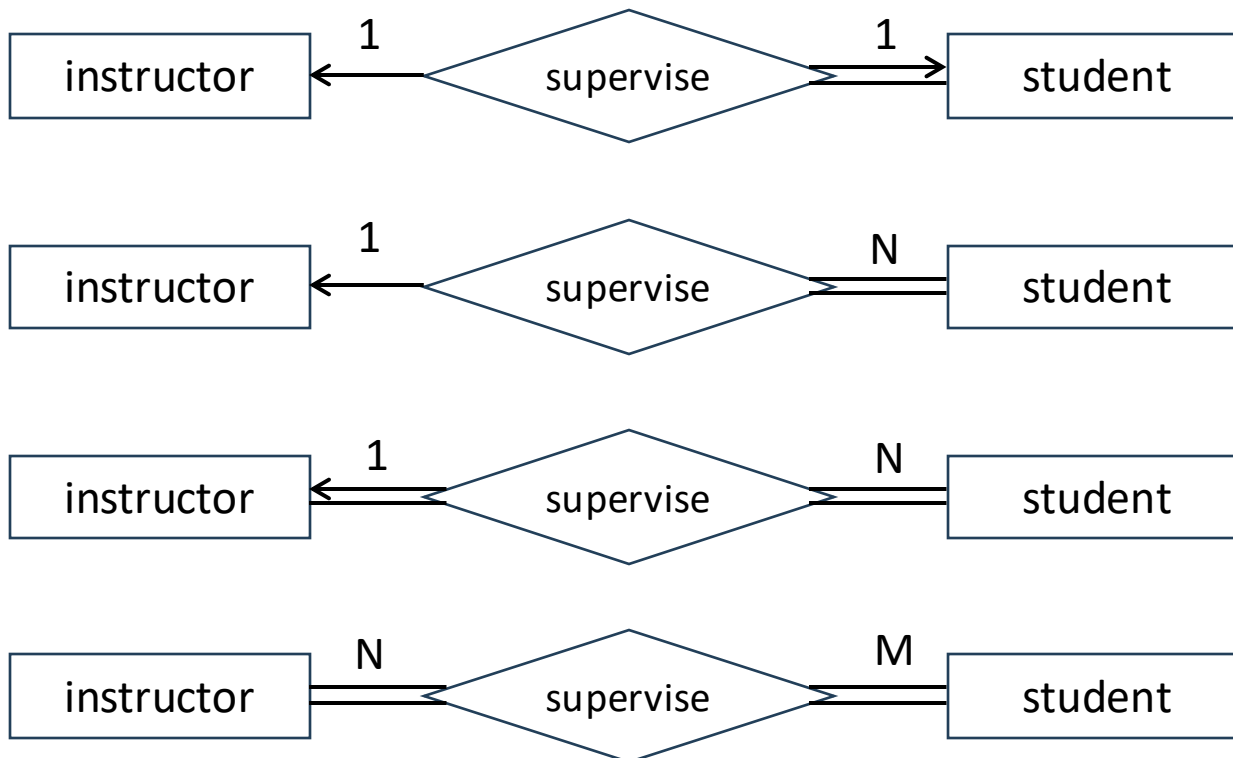 1 1
instructor supervise student
1 N
instructor supervise student
1 N
instructor supervise student
N M
instructor supervise student